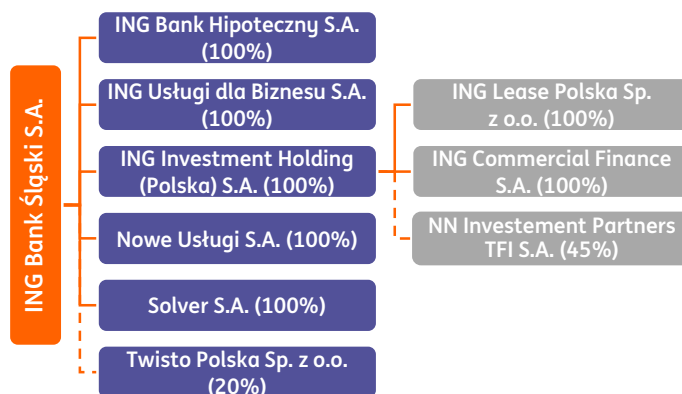 ING Bank Śląski S.A.
ING Bank Hipoteczny S.A.
(100%)
ING Usługi dla Biznesu S.A.
(100%)
ING Investment Holding
(Polska) S.A. (100%)
Nowe Usługi S.A. (100%)
Solver S.A. (100%)
Twisto Polska Sp. z o.o.
(20%)
ING Lease Polska Sp.
z o.o. (100%)
ING Commercial Finance
S.A. (100%)
NN Investement Partners
TFI S.A. (45%)